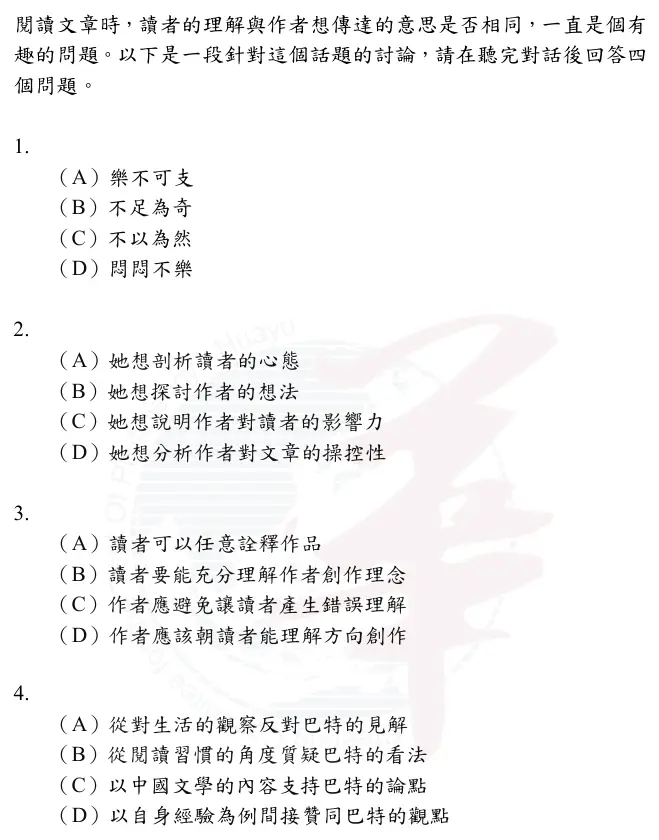 閱讀文章時，讀者的理解與作者想傳達的意思是否相同，一直是個有
趣的問題。以下是一段針對這個話題的討論，請在聽完對話後回答四
個問題。
1.
（A）樂不可支
（B）不足為奇
（C）不以為然
（D）悶悶不樂
2.
（A）她想剖析讀者的心態
（B）她想探討作者的想法
（C）她想說明作者對讀者的影響力
（D）她想分析作者對文章的操控性
3.
（A）讀者可以任意詮釋作品
（B）讀者要能充分理解作者創作理念
（C）作者應避免讓讀者產生錯誤理解
（D）作者應該朝讀者能理解方向創作
4.
（A）從對生活的觀察反對巴特的見解
（B）從閱讀習慣的角度質疑巴特的看法
（C）以中國文學的內容支持巴特的論點
（D）以自身經驗為例間接贊同巴特的觀點